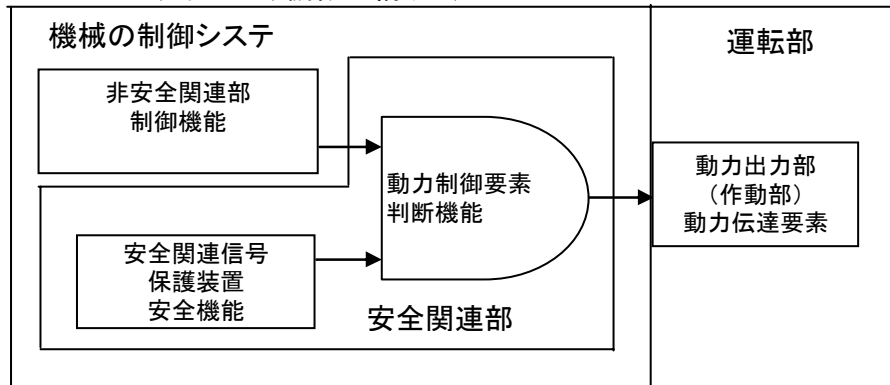 機械の制御システ
運転部
非安全関連部
制御機能
動力制御要素
判断機能
動力出力部
(作動部)
動力伝達要素
安全関連信号
保護装置
安全機能
安全関連部